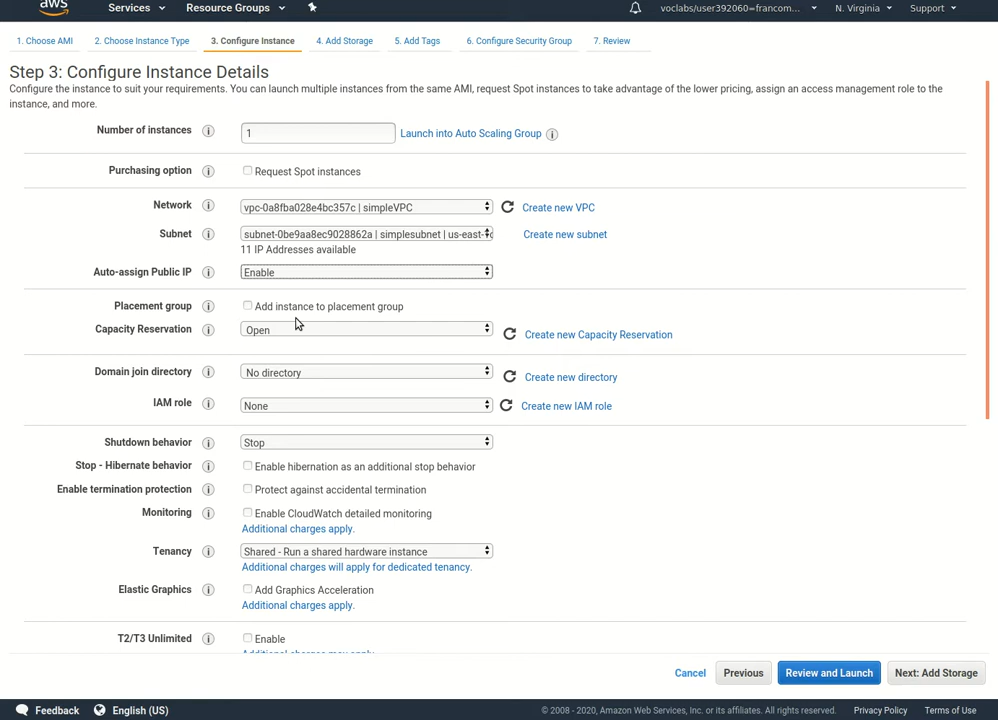 aws
Services Resource Groups voclabs/user392060=francom... N. Virginia Support
1. Choose AMI 2. Choose Instance Type 3. Configure Instance 4. Add Storage 5. Add Tags 6. Configure Security Group 7. Review
Step 3: Configure Instance Details
Configure the instance to suit your requirements. You can launch multiple instances from the same AMI, request Spot instances to take advantage of the lower pricing, assign an access management role to the
instance, and more.
Number of instances 1 Launch into Auto Scaling Group
Purchasing option Request Spot instances
Network vpc-0a8fba028e4bc357c | simpleVPC Create new VPC
Subnet subnet-0be9aa8ec9028862a | simplesubnet | us-east- Create new subnet
11 IP Addresses available
Auto-assign Public IP Enable
Placement group Add instance to placement group
Capacity Reservation Open Create new Capacity Reservation
Domain join directory No directory Create new directory
IAM role None Create new IAM role
Shutdown behavior Stop
Stop - Hibernate behavior Enable hibernation as an additional stop behavior
Enable termination protection Protect against accidental termination
Monitoring Enable CloudWatch detailed monitoring
Additional charges apply.
Tenancy Shared - Run a shared hardware instance
Additional charges will apply for dedicated tenancy.
Elastic Graphics Add Graphics Acceleration
Additional charges apply.
T2/T3 Unlimited Enable
Additional charges may apply
Cancel Previous Review and Launch Next: Add Storage
Feedback English (US) © 2008 - 2020, Amazon Web Services, Inc. or its affiliates. All rights reserved. Privacy Policy Terms of Use